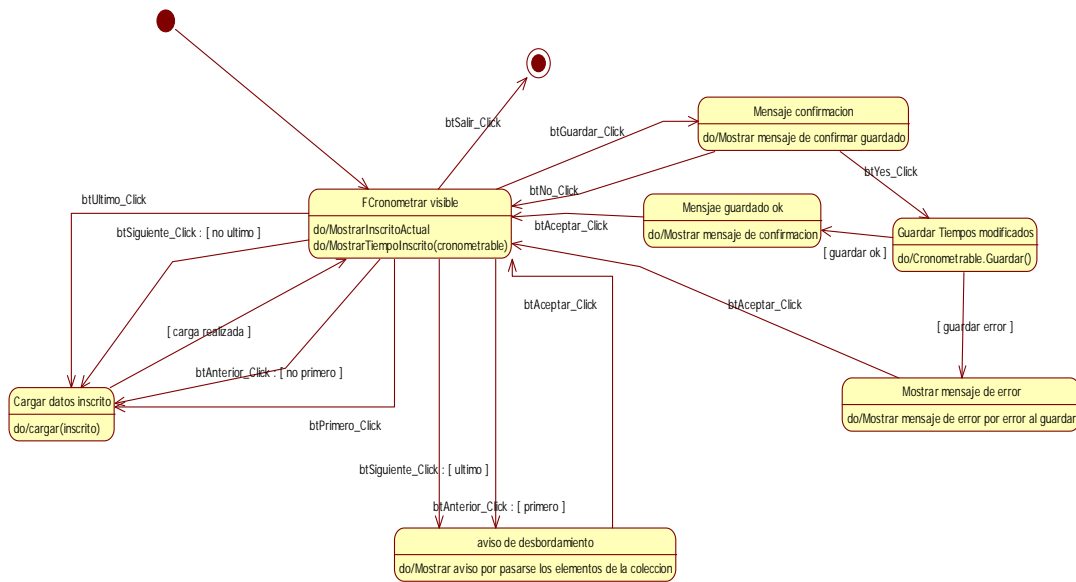 btSalir_Click
Mensaje confirmacion
do/Mostrar mensaje de confirmar guardado
btGuardar_Click
btYes_Click
btNo_Click
btUltimo_Click
FCronometrar visible
do/MostrarInscritoActual
do/MostrarTiempoInscrito(cronometrable)
Mensjae guardado ok
do/Mostrar mensaje de confirmacion
btAceptar_Click
Guardar Tiempos modificados
do/Cronometrable.Guardar()
[ guardar ok ]
btSiguiente_Click : [ no ultimo ]
btAceptar_Click
btAceptar_Click
[ carga realizada ]
[ guardar error ]
btAnterior_Click : [ no primero ]
Cargar datos inscrito
do/cargar(inscrito)
Mostrar mensaje de error
do/Mostrar mensaje de error por error al guardar
btPrimero_Click
btSiguiente_Click : [ ultimo ]
btAnterior_Click : [ primero ]
aviso de desbordamiento
do/Mostrar aviso por pasarse los elementos de la coleccion